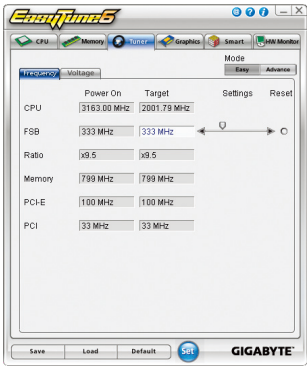 EasyTune6
CPU Memory Tuner Graphics Smart HW Monitor
Mode
Easy Advance
Frequency Voltage
Power On Target Settings Reset
CPU 3163.00 MHz 2001.79 MHz
FSB 333 MHz 333 MHz
Ratio x9.5 x9.5
Memory 799 MHz 799 MHz
PCI-E 100 MHz 100 MHz
PCI 33 MHz 33 MHz
Save Load Default Set GIGABYTE